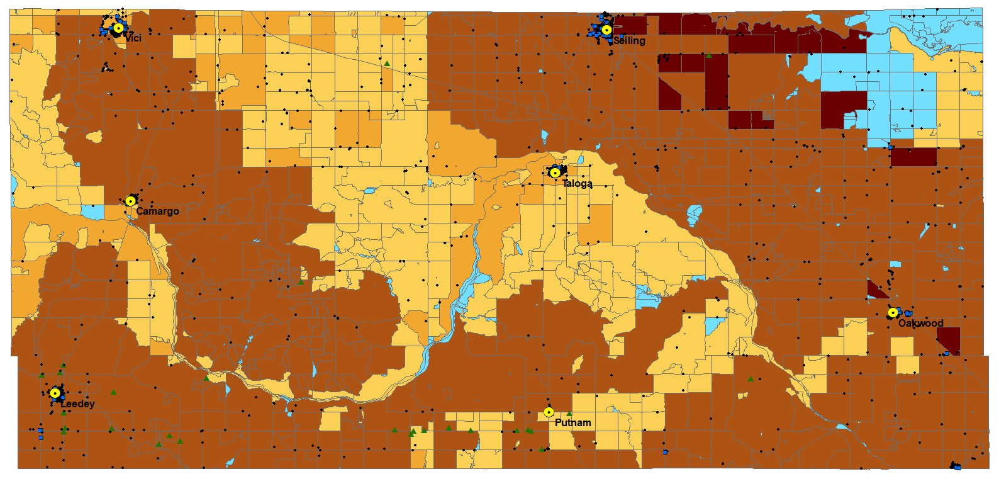 Vici
Seiling
Taloga
Camargo
Oakwood
Leedey
Putnam